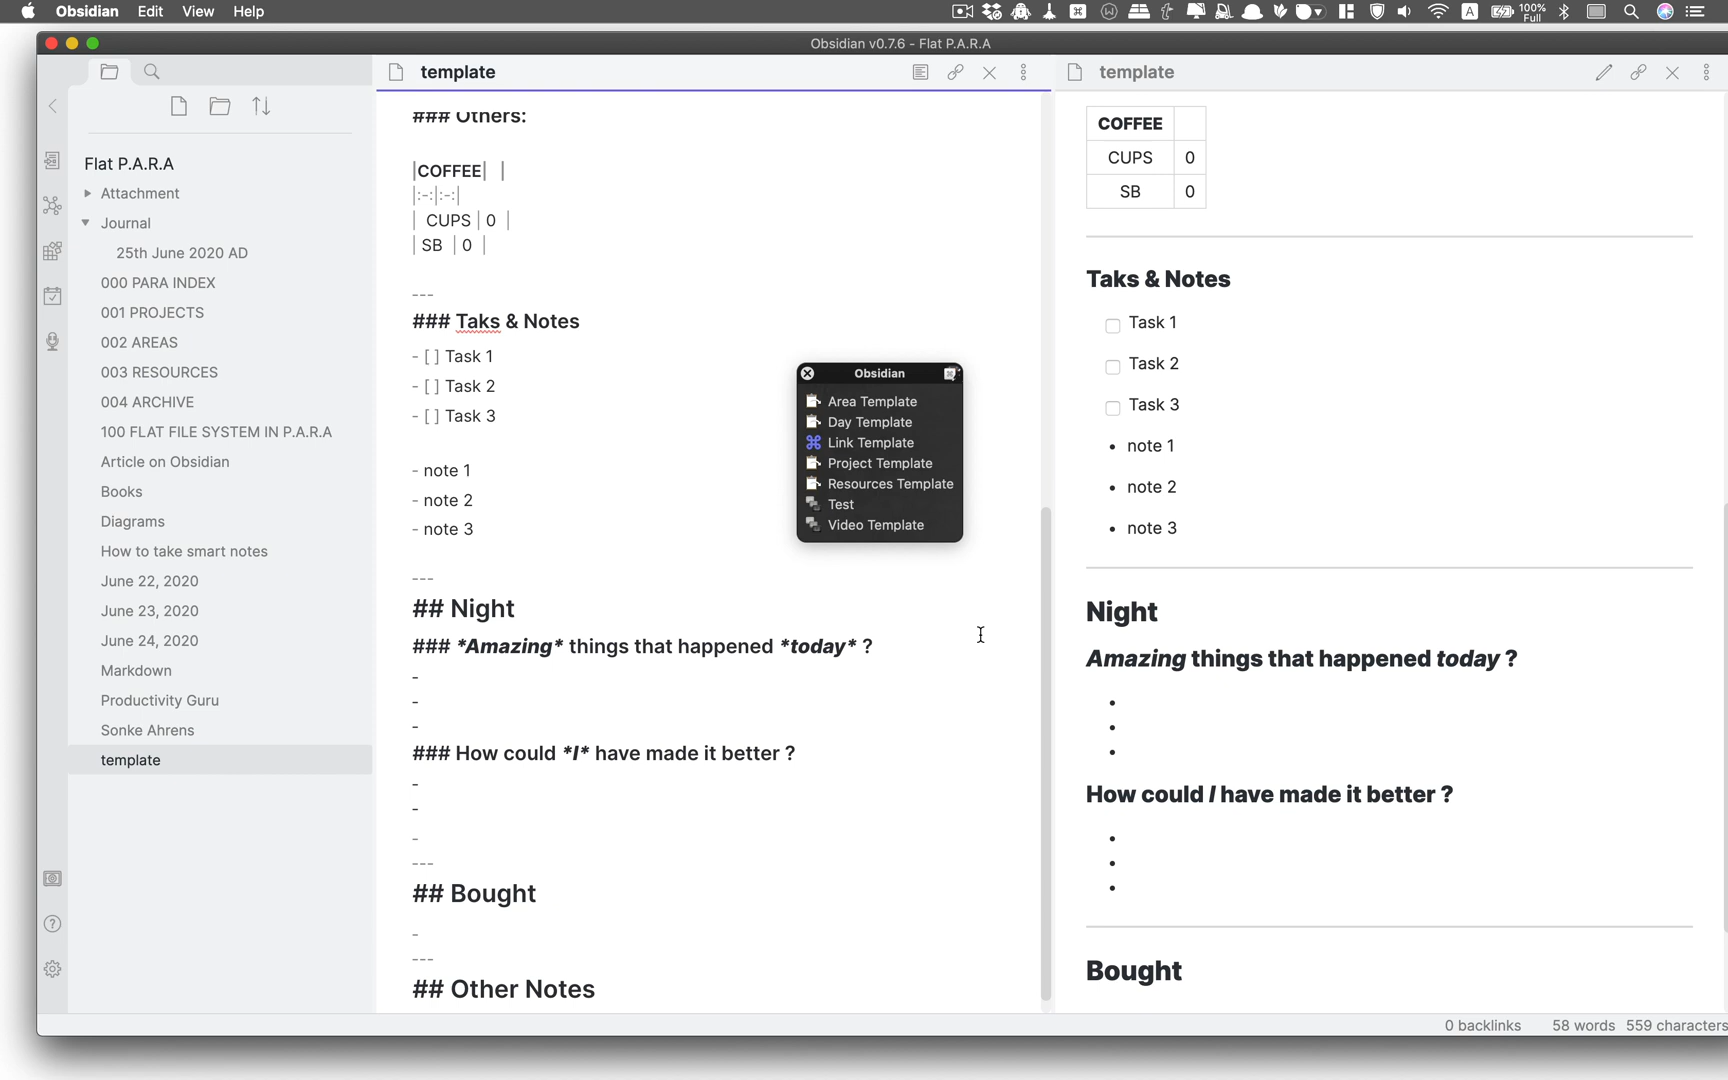 Obsidian Edit View Help
100%
Full
A
Obsidian v0.7.6 - Flat P.A.R.A
template
template
Flat P.A.R.A
Attachment
Journal
25th June 2020 AD
000 PARA INDEX
001 PROJECTS
002 AREAS
003 RESOURCES
004 ARCHIVE
100 FLAT FILE SYSTEM IN P.A.R.A
Article on Obsidian
Books
Diagrams
How to take smart notes
June 22, 2020
June 23, 2020
June 24, 2020
Markdown
Productivity Guru
Sonke Ahrens
template
### Others:
|COFFEE| |
|:-:|:-:|
| CUPS | 0 |
| SB | 0 |
---
### Taks & Notes
- [ ] Task 1
- [ ] Task 2
- [ ] Task 3
- note 1
- note 2
- note 3
---
## Night
### *Amazing* things that happened *today* ?
-
-
-
### How could *I* have made it better ?
-
-
-
---
## Bought
-
---
## Other Notes
Obsidian
Area Template
Day Template
Link Template
Project Template
Resources Template
Test
Video Template
COFFEE
CUPS 0
SB 0
Taks & Notes
Task 1
Task 2
Task 3
• note 1
• note 2
• note 3
Night
Amazing things that happened today ?
•
•
•
How could I have made it better ?
•
•
•
Bought
0 backlinks 58 words 559 characters